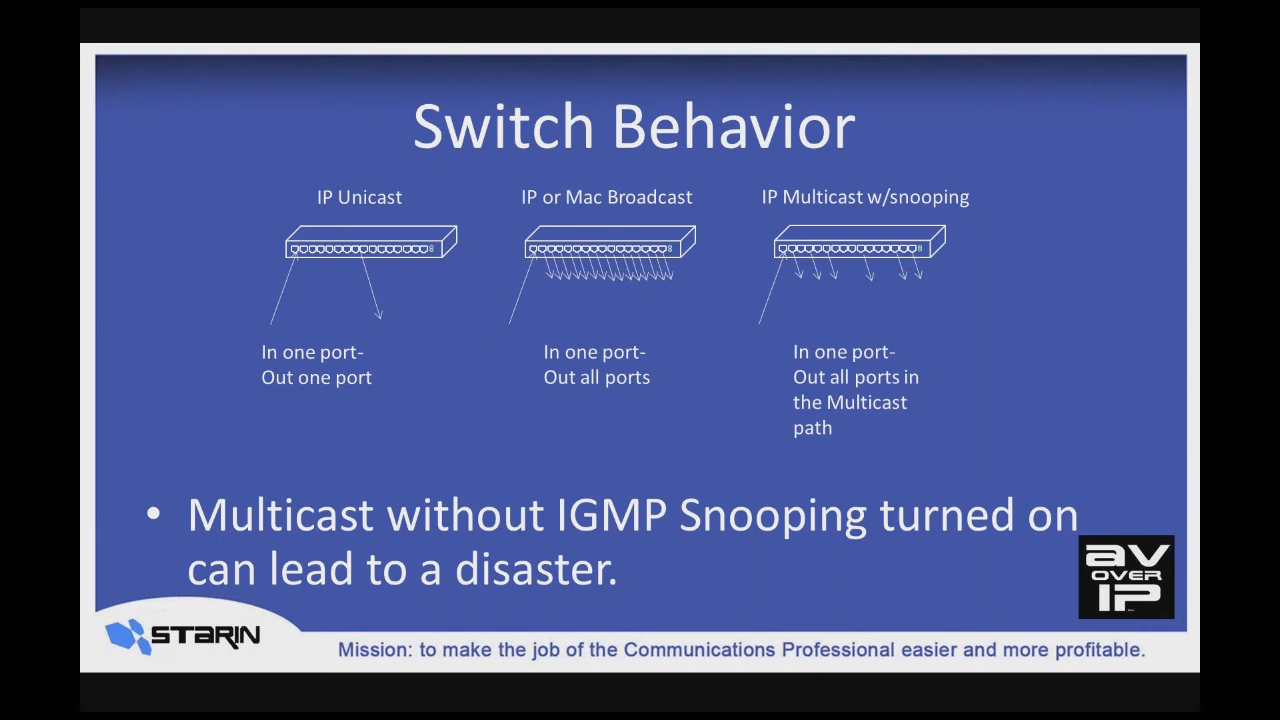 Switch Behavior
IP Unicast
IP or Mac Broadcast
IP Multicast w/snooping
In one port-
Out one port
In one port-
Out all ports
In one port-
Out all ports in
the Multicast
path
• Multicast without IGMP Snooping turned on
can lead to a disaster.
av
OVER
IP
STARIN
Mission: to make the job of the Communications Professional easier and more profitable.